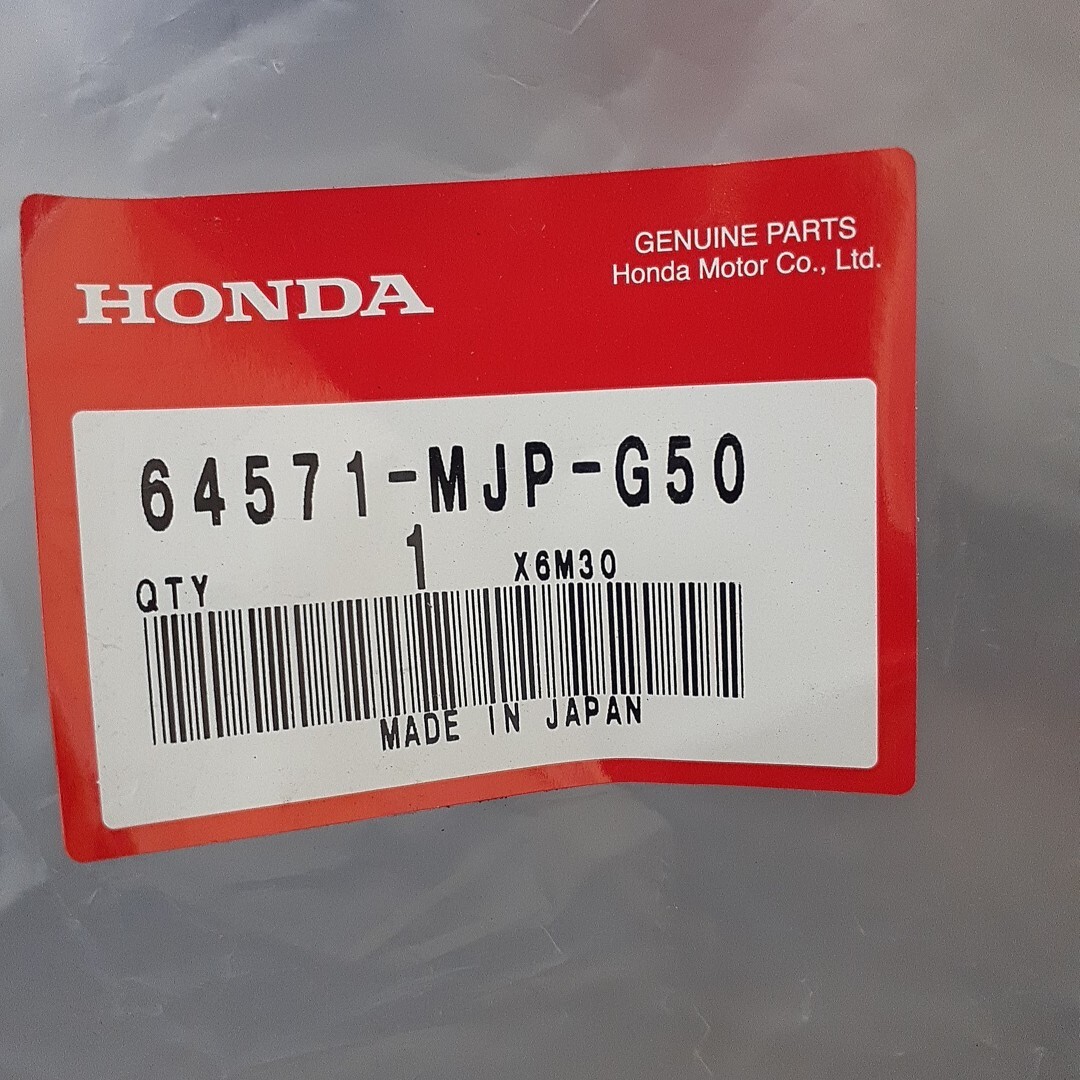 GENUINE PARTS
Honda Motor Co., Ltd.
HONDA
64571-MJP-G50
1
QTY X6M30
MADE IN JAPAN